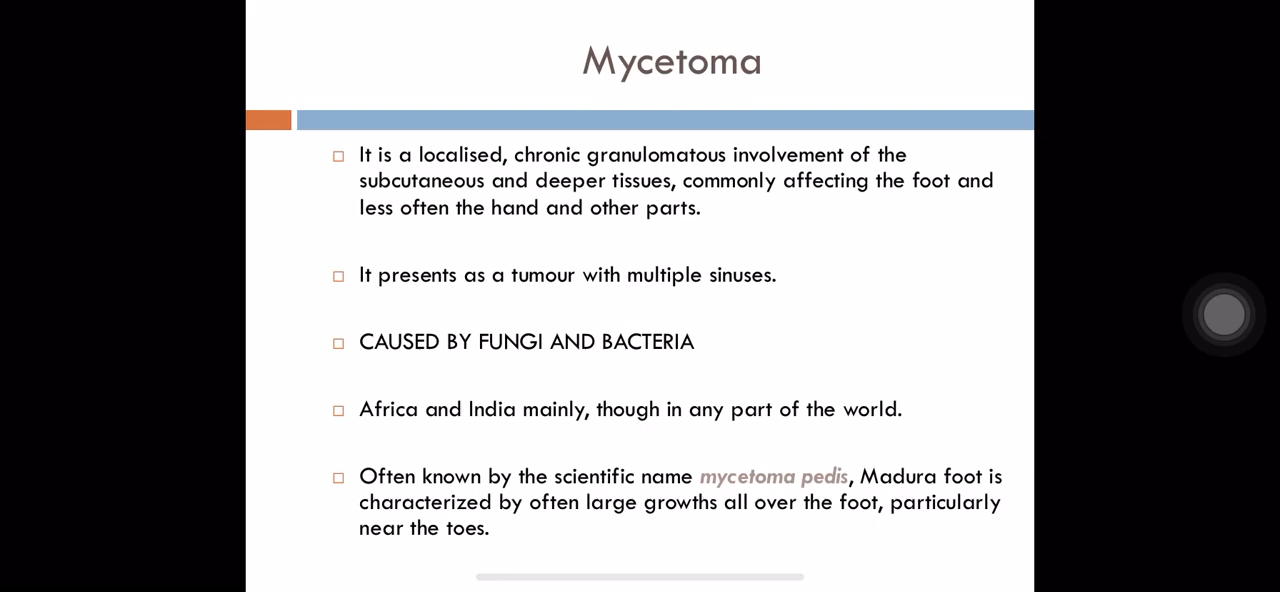 Mycetoma
It is a localised, chronic granulomatous involvement of the
subcutaneous and deeper tissues, commonly affecting the foot and
less often the hand and other parts.
It presents as a tumour with multiple sinuses.
CAUSED BY FUNGI AND BACTERIA
Africa and India mainly, though in any part of the world.
Often known by the scientific name mycetoma pedis, Madura foot is
characterized by often large growths all over the foot, particularly
near the toes.